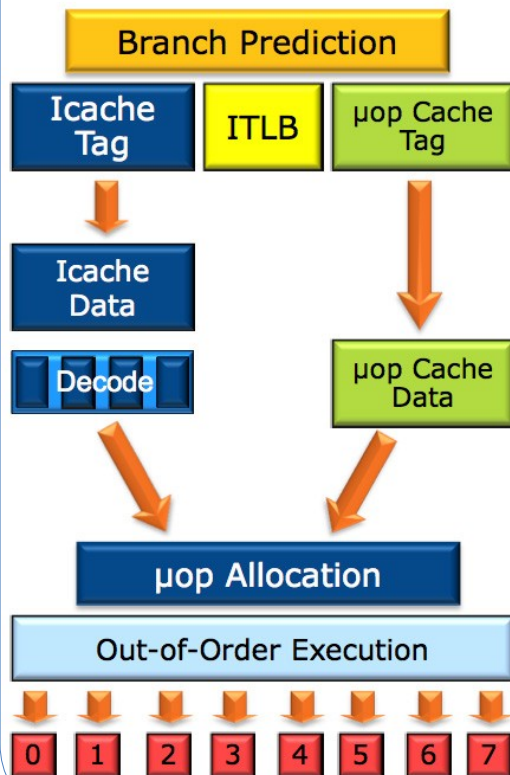 Branch Prediction
Icache
Tag
ITLB
μop Cache
Tag
Icache
Data
Decode
μop Cache
Data
μop Allocation
Out-of-Order Execution
0 1 2 3 4 5 6 7